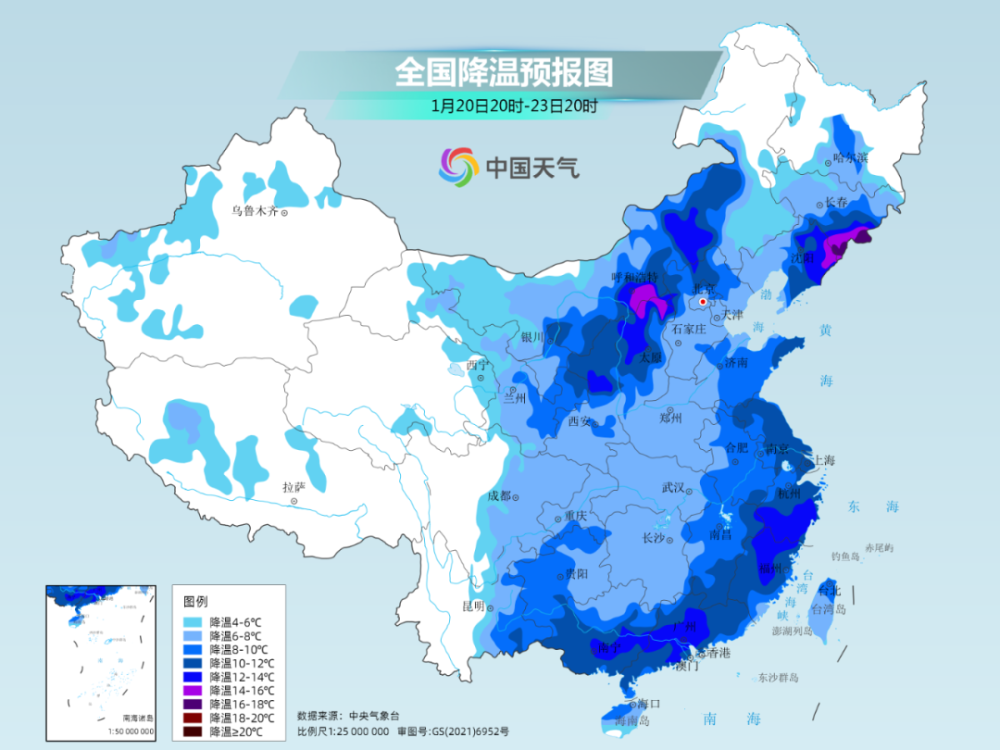 全国降温预报图
1月20日20时-23日20时
中国天气
哈尔滨
长春
乌鲁木齐
沈阳
呼和浩特
北京
渤
天津
海
黄
银川
石家庄
太原
济南
西宁
海
兰州
郑州
西安
合肥
南京
上海
拉萨
成都
武汉
杭州
东 海
重庆
南昌
长沙
赤尾屿
钓鱼岛
贵阳
福州
台
湾
海
峡
台北
昆明
台湾岛
广州
澎湖列岛
南宁
香港
澳门
东沙群岛
海口
海南岛
南 海
图例
降温4-6℃
降温6-8℃
降温8-10℃
降温10-12℃
降温12-14℃
降温14-16℃
降温16-18℃
降温18-20℃
降温≥20℃
南海诸岛
1:50 000 000
数据来源：中央气象台
比例尺1:25 000 000 审图号:GS(2021)6952号